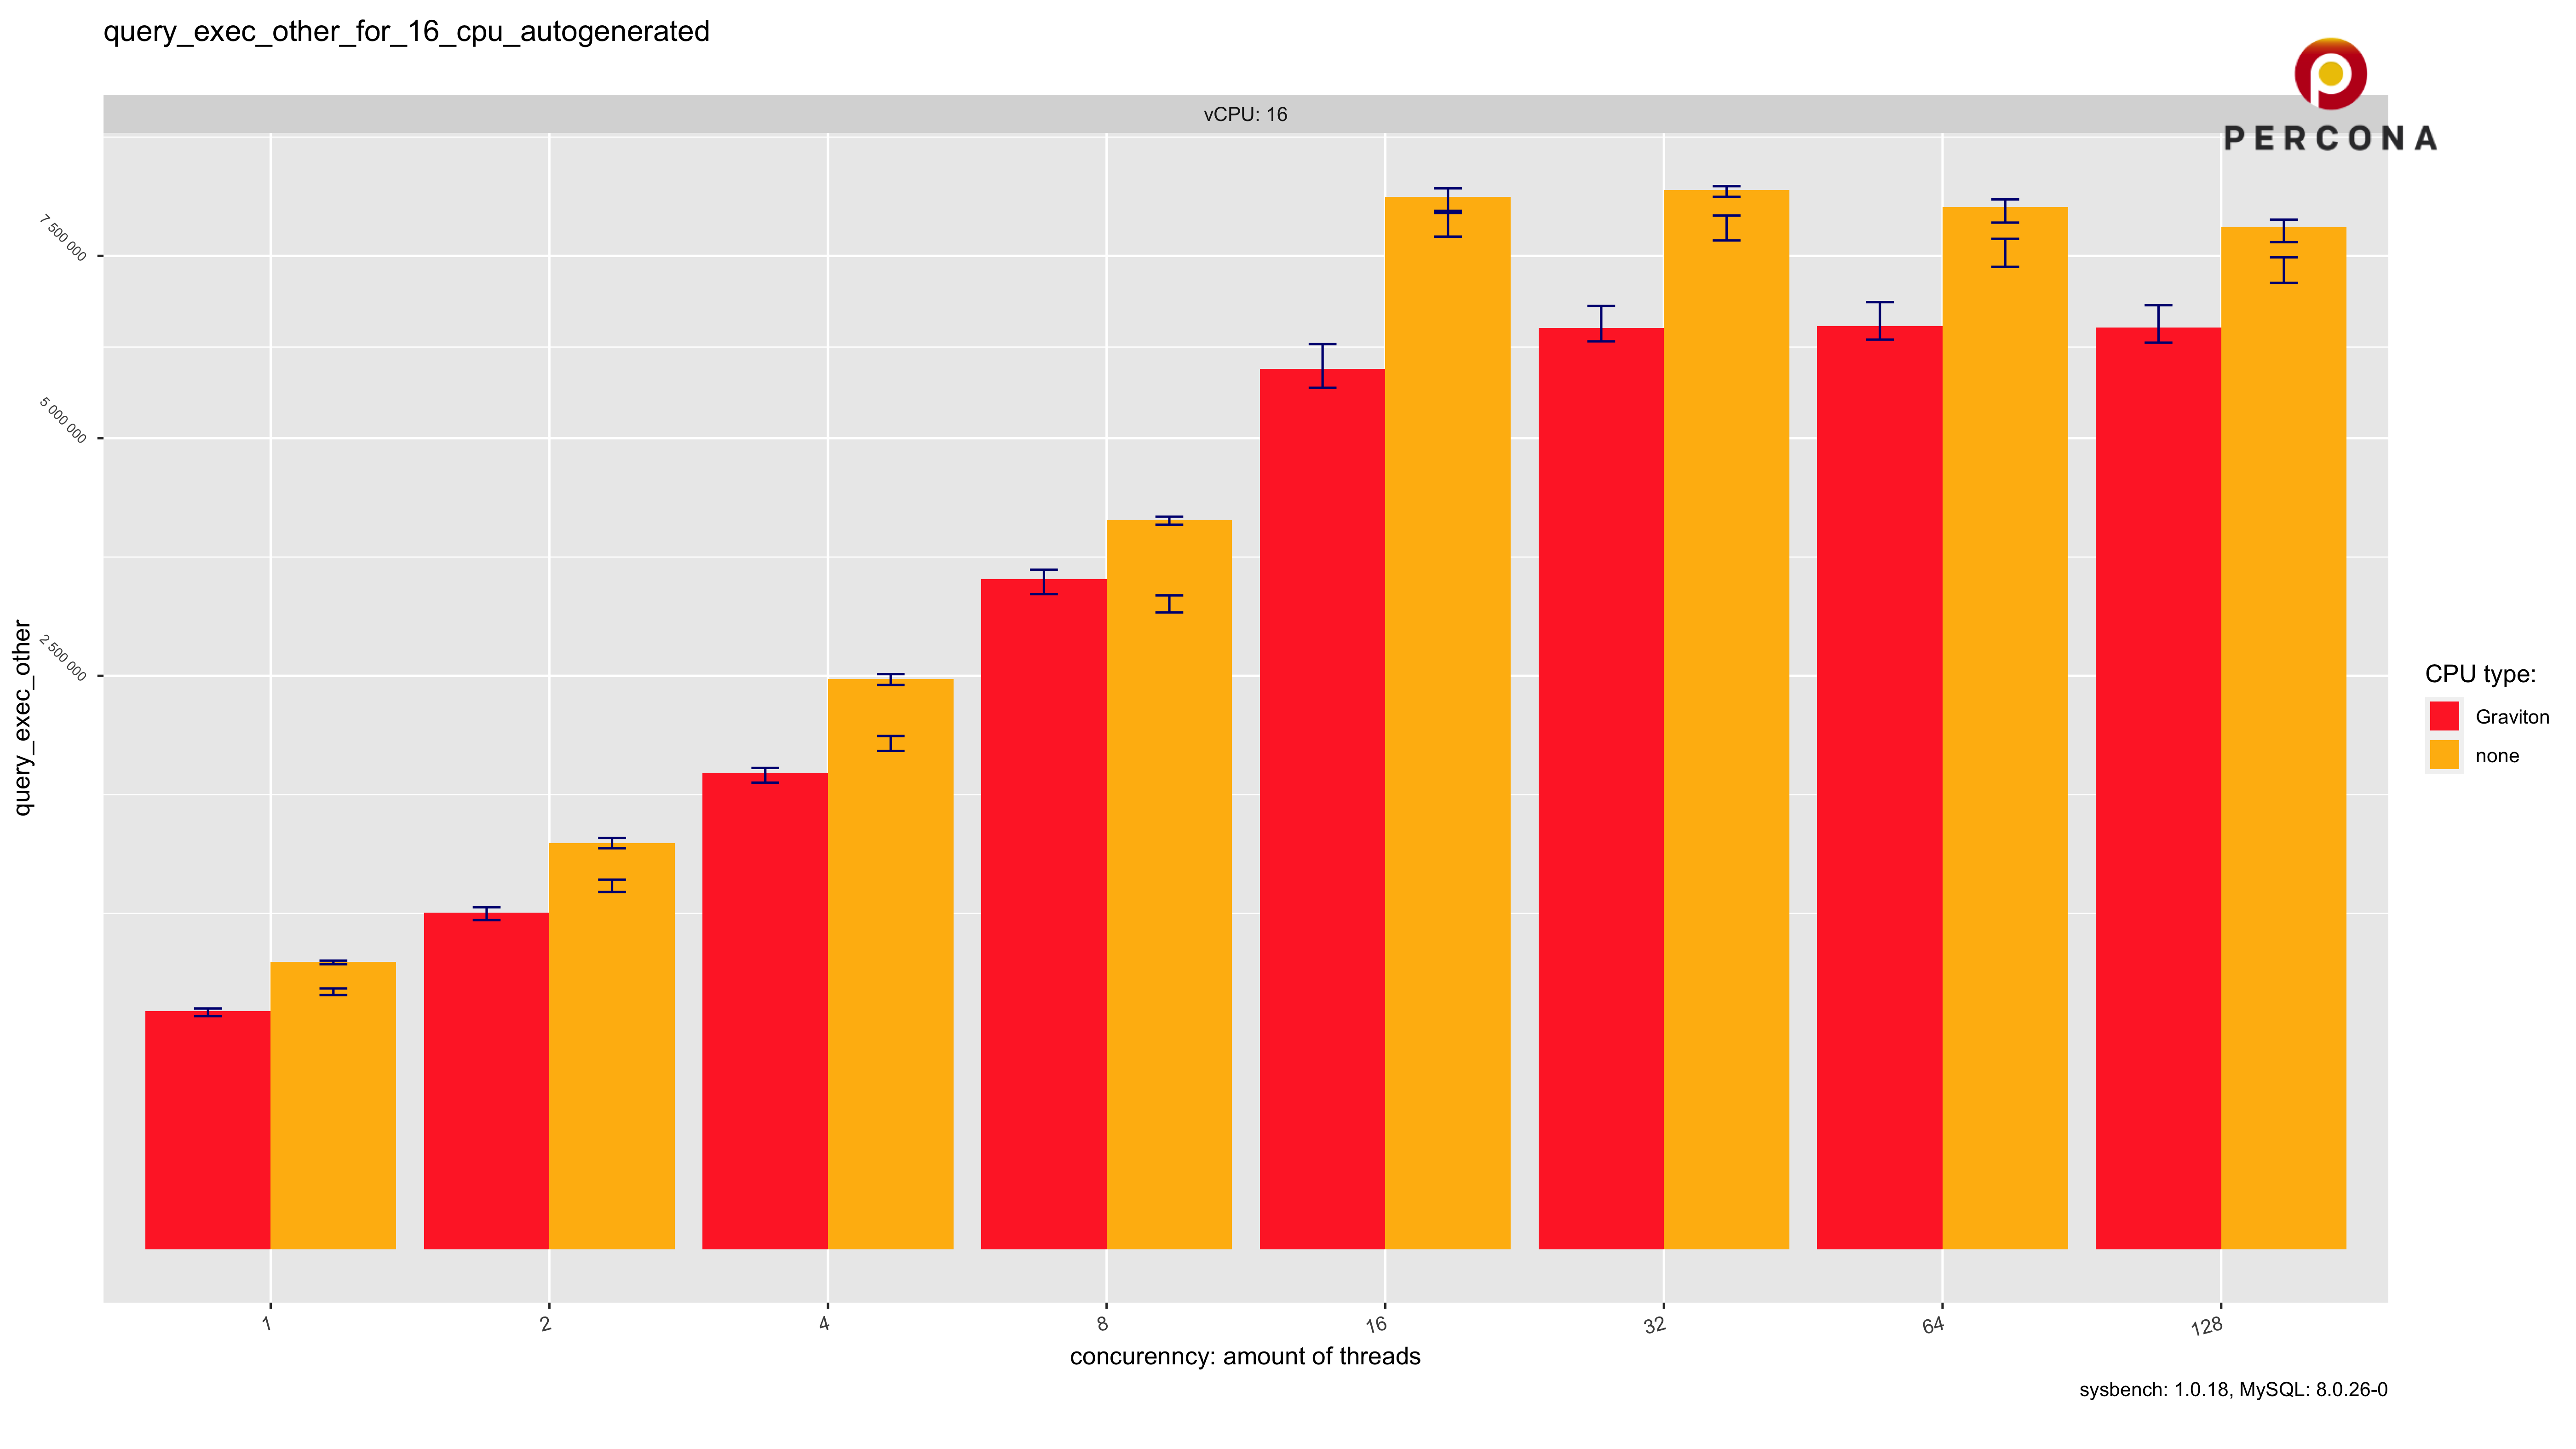 query_exec_other_for_16_cpu_autogenerated
PERCONA
vCPU: 16
7 500 000
5 000 000
2 500 000
query_exec_other
CPU type:
Graviton
none
1 2 4 8 16 32 64 128
concurenncy: amount of threads
sysbench: 1.0.18, MySQL: 8.0.26-0